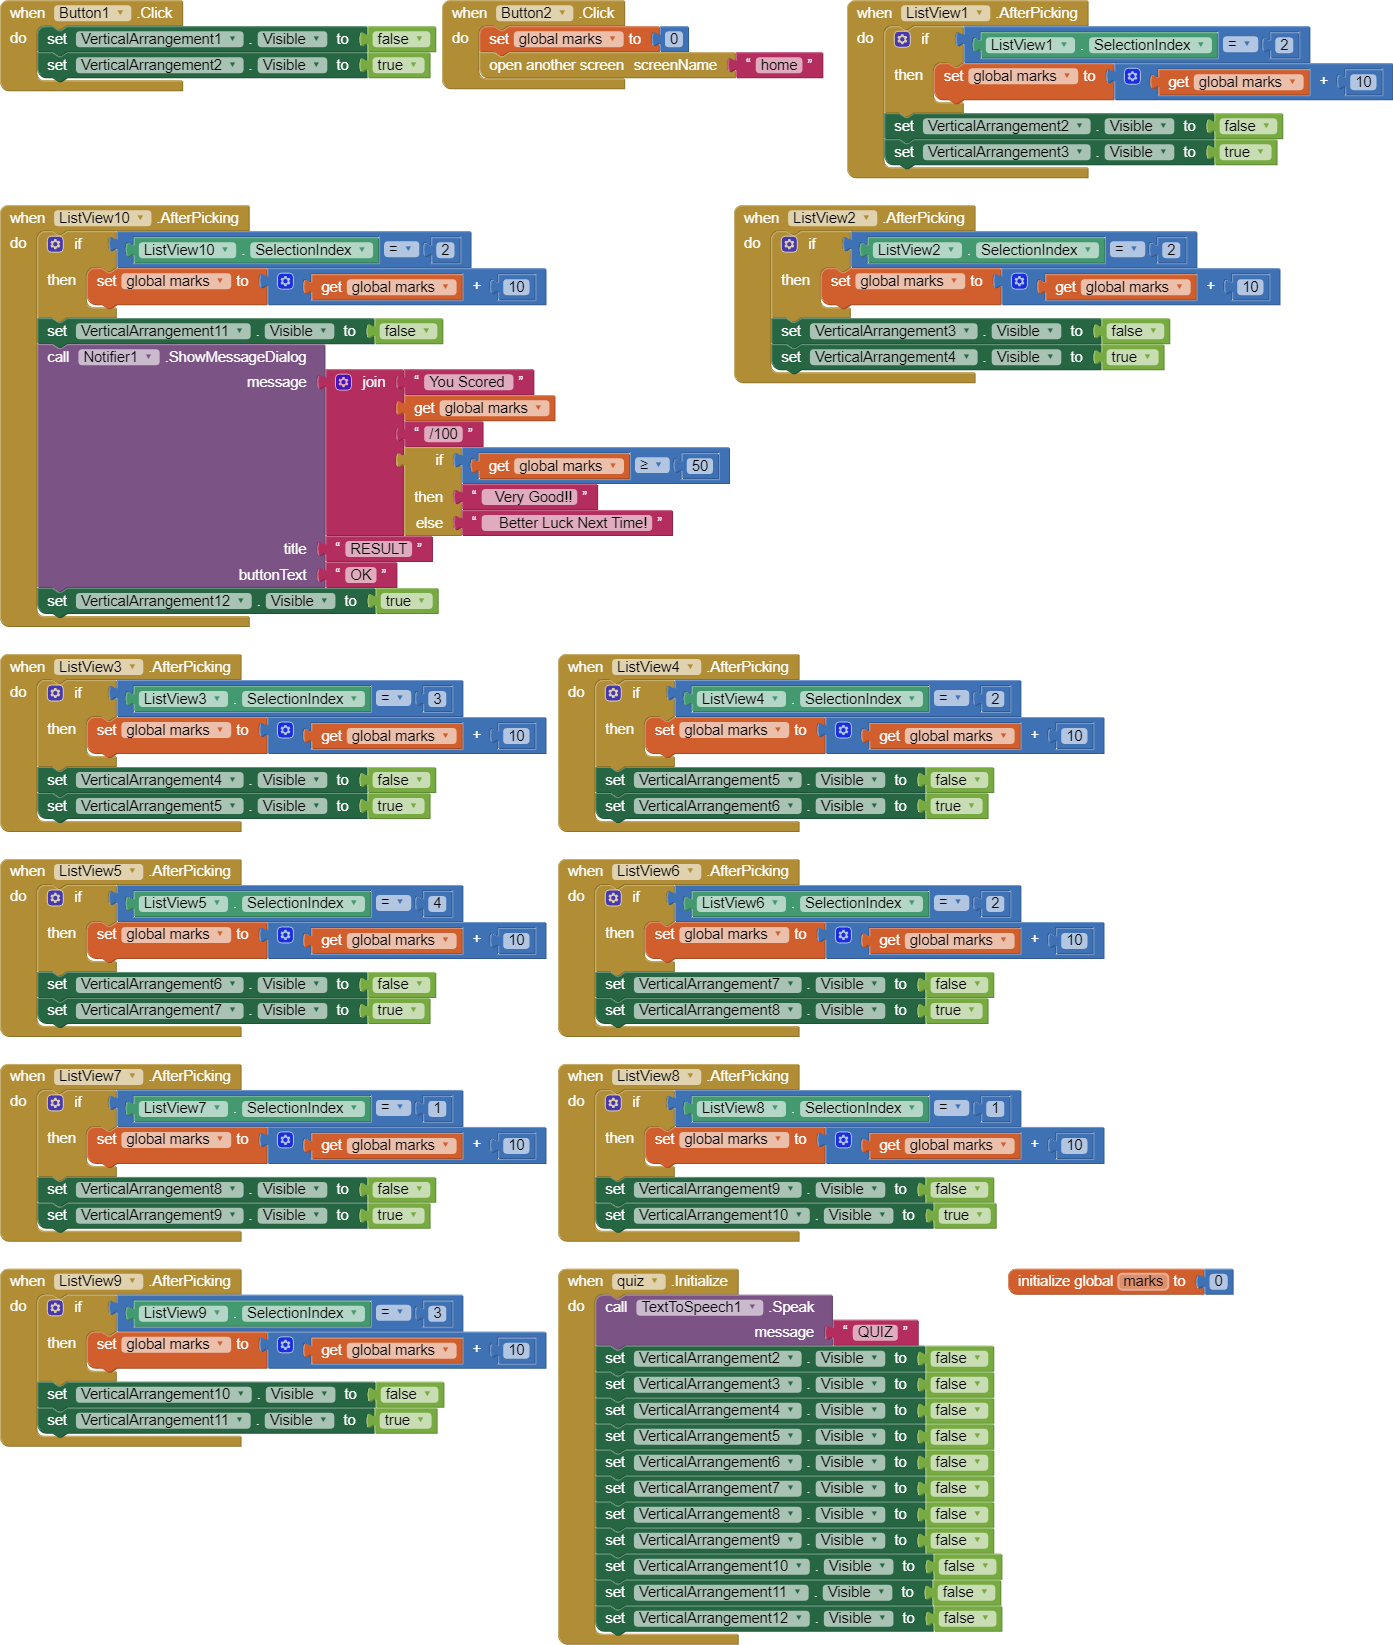 when Button1 .Click
do set VerticalArrangement1 . Visible to false
set VerticalArrangement2 . Visible to true
when Button2 .Click
do set global marks to 0
open another screen screenName " home "
when ListView1 .AfterPicking
do if ListView1 . SelectionIndex = 2
then set global marks to get global marks + 10
set VerticalArrangement2 . Visible to false
set VerticalArrangement3 . Visible to true
when ListView10 .AfterPicking
do if ListView10 . SelectionIndex = 2
then set global marks to get global marks + 10
set VerticalArrangement11 . Visible to false
call Notifier1 .ShowMessageDialog
message join " You Scored "
get global marks
" /100 "
if get global marks ≥ 50
then " Very Good!! "
else " Better Luck Next Time! "
title " RESULT "
buttonText " OK "
set VerticalArrangement12 . Visible to true
when ListView2 .AfterPicking
do if ListView2 . SelectionIndex = 2
then set global marks to get global marks + 10
set VerticalArrangement3 . Visible to false
set VerticalArrangement4 . Visible to true
when ListView3 .AfterPicking
do if ListView3 . SelectionIndex = 3
then set global marks to get global marks + 10
set VerticalArrangement4 . Visible to false
set VerticalArrangement5 . Visible to true
when ListView4 .AfterPicking
do if ListView4 . SelectionIndex = 2
then set global marks to get global marks + 10
set VerticalArrangement5 . Visible to false
set VerticalArrangement6 . Visible to true
when ListView5 .AfterPicking
do if ListView5 . SelectionIndex = 4
then set global marks to get global marks + 10
set VerticalArrangement6 . Visible to false
set VerticalArrangement7 . Visible to true
when ListView6 .AfterPicking
do if ListView6 . SelectionIndex = 2
then set global marks to get global marks + 10
set VerticalArrangement7 . Visible to false
set VerticalArrangement8 . Visible to true
when ListView7 .AfterPicking
do if ListView7 . SelectionIndex = 1
then set global marks to get global marks + 10
set VerticalArrangement8 . Visible to false
set VerticalArrangement9 . Visible to true
when ListView8 .AfterPicking
do if ListView8 . SelectionIndex = 1
then set global marks to get global marks + 10
set VerticalArrangement9 . Visible to false
set VerticalArrangement10 . Visible to true
when ListView9 .AfterPicking
do if ListView9 . SelectionIndex = 3
then set global marks to get global marks + 10
set VerticalArrangement10 . Visible to false
set VerticalArrangement11 . Visible to true
when quiz .Initialize
do call TextToSpeech1 .Speak
message " QUIZ "
set VerticalArrangement2 . Visible to false
set VerticalArrangement3 . Visible to false
set VerticalArrangement4 . Visible to false
set VerticalArrangement5 . Visible to false
set VerticalArrangement6 . Visible to false
set VerticalArrangement7 . Visible to false
set VerticalArrangement8 . Visible to false
set VerticalArrangement9 . Visible to false
set VerticalArrangement10 . Visible to false
set VerticalArrangement11 . Visible to false
set VerticalArrangement12 . Visible to false
initialize global marks to 0